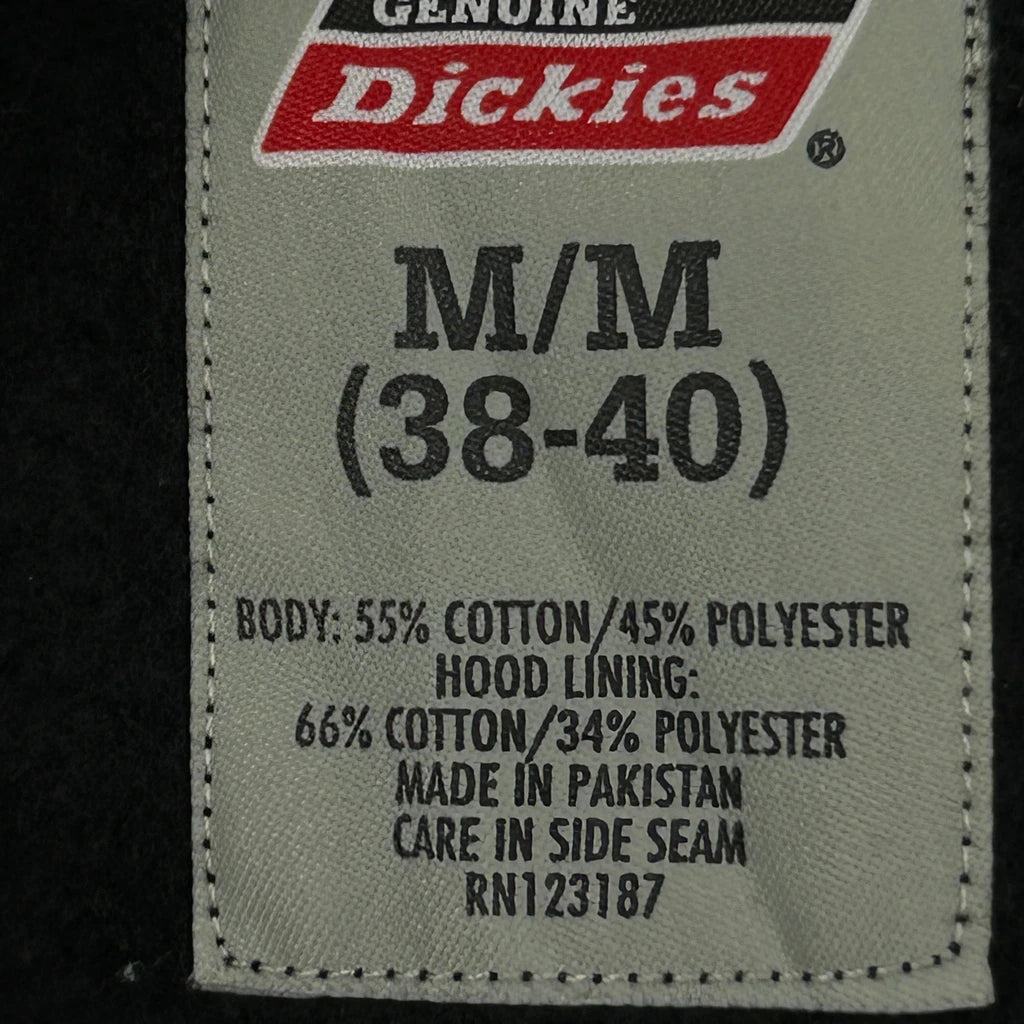 GENUINE
Dickies®
M/M
(38-40)
BODY: 55% COTTON/45% POLYESTER
HOOD LINING:
66% COTTON/34% POLYESTER
MADE IN PAKISTAN
CARE IN SIDE SEAM
RN123187